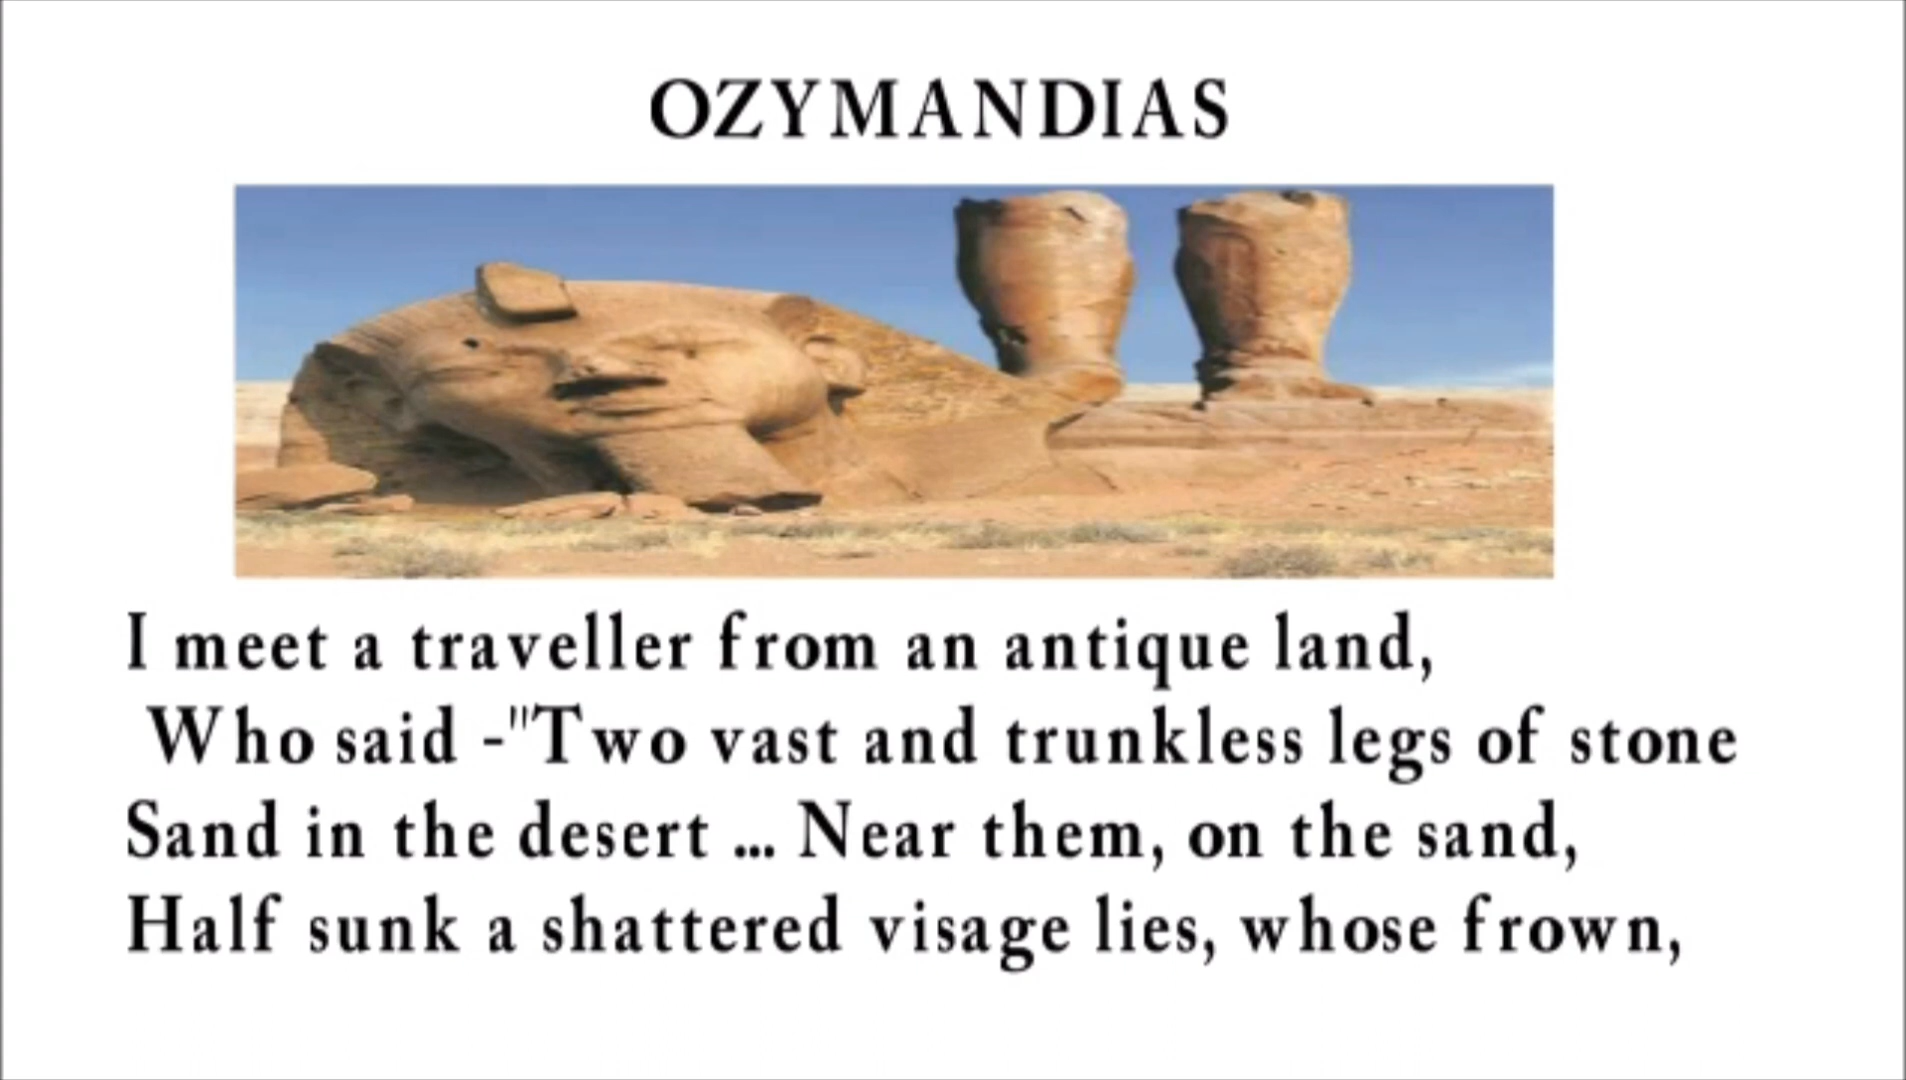 OZYMANDIAS
I meet a traveller from an antique land,
Who said -"Two vast and trunkless legs of stone
Sand in the desert ... Near them, on the sand,
Half sunk a shattered visage lies, whose frown,